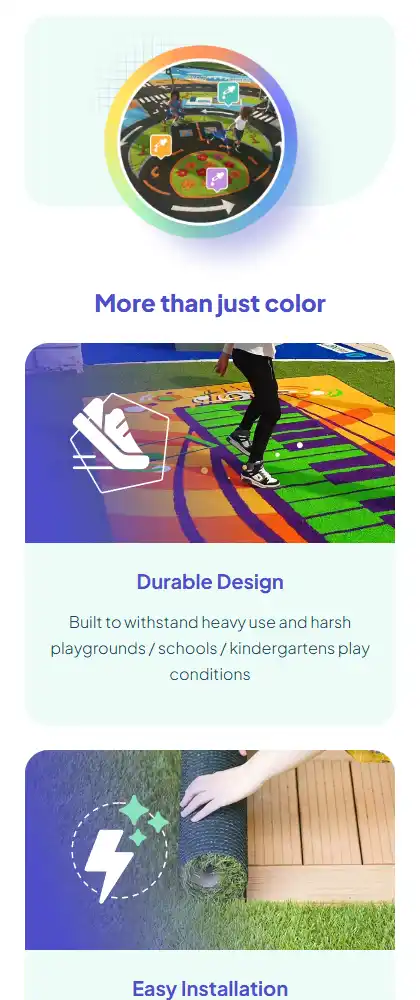 More than just color
Durable Design
Built to withstand heavy use and harsh
playgrounds / schools / kindergartens play
conditions
Easy Installation